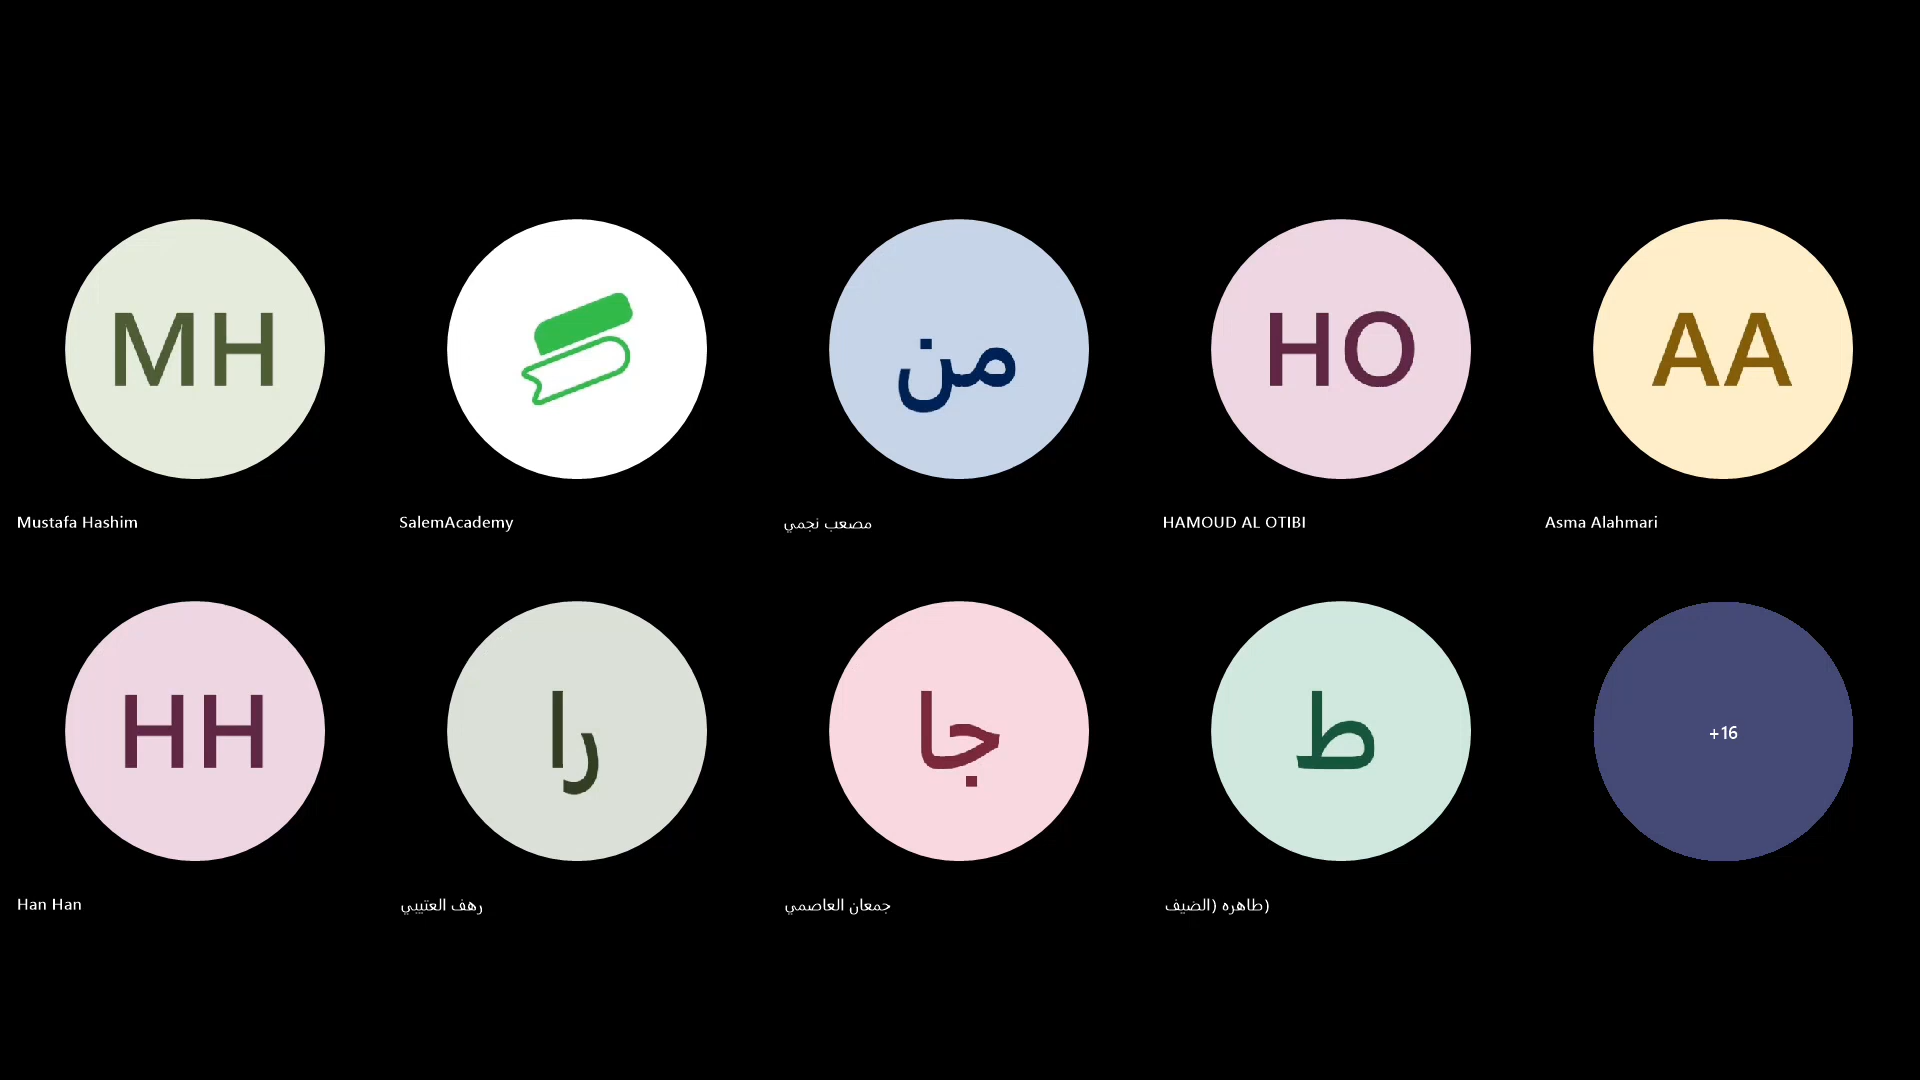 MH
HO
AA
من
Mustafa Hashim
SalemAcademy
مصعب نجمي
HAMOUD AL OTIBI
Asma Alahmari
HH
را
جا
ط
+16
Han Han
رهف العتيبي
جمعان العاصمي
طاهره (الضيف)